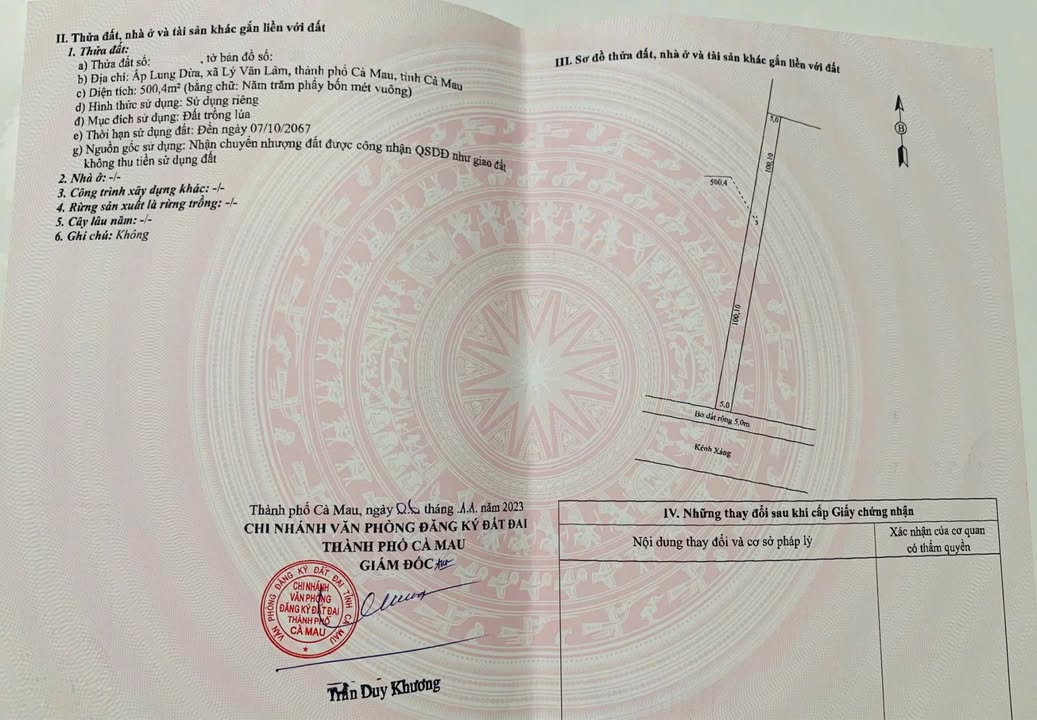 II. Thửa đất, nhà ở và tài sản khác gắn liền với đất
1. Thửa đất:
a) Thửa đất số: , tờ bản đồ số:
b) Địa chỉ: Ấp Lung Dừa, xã Lý Văn Lâm, thành phố Cà Mau, tỉnh Cà Mau
c) Diện tích: 500,4m² (bằng chữ: Năm trăm phẩy bốn mét vuông)
d) Hình thức sử dụng: Sử dụng riêng
đ) Mục đích sử dụng: Đất trồng lúa
e) Thời hạn sử dụng đất: Đến ngày 07/10/2067
g) Nguồn gốc sử dụng: Nhận chuyển nhượng đất được công nhận QSDĐ như giao đất
không thu tiền sử dụng đất
2. Nhà ở: -/-
3. Công trình xây dựng khác: -/-
4. Rừng sản xuất là rừng trồng: -/-
5. Cây lâu năm: -/-
6. Ghi chú: Không
Thành phố Cà Mau, ngày tháng 11 năm 2023
CHI NHÁNH VĂN PHÒNG ĐĂNG KÝ ĐẤT ĐAI
THÀNH PHỐ CÀ MAU
GIÁM ĐỐC
VĂN PHÒNG ĐĂNG KÝ ĐẤT ĐAI TỈNH CÀ MAU
CHI NHÁNH
VĂN PHÒNG
ĐĂNG KÝ ĐẤT ĐAI
THÀNH PHỐ
CÀ MAU
Trần Duy Khương
III. Sơ đồ thửa đất, nhà ở và tài sản khác gắn liền với đất
B
5,0
100,10
500,4
100,10
5,0
Bờ đất rộng 5,0m
Kênh Xáng
IV. Những thay đổi sau khi cấp Giấy chứng nhận
Nội dung thay đổi và cơ sở pháp lý
Xác nhận của cơ quan
có thẩm quyền